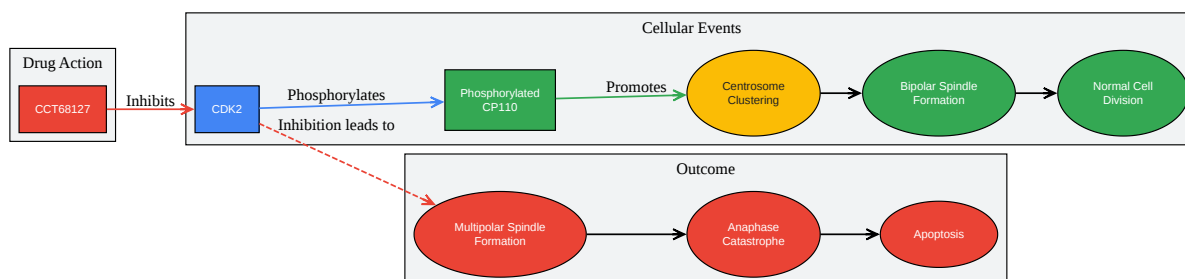 Cellular Events
Drug Action
CCT68127
Inhibits
CDK2
Phosphorylates
Inhibition leads to
Phosphorylated
CP110
Promotes
Centrosome
Clustering
Bipolar Spindle
Formation
Normal Cell
Division
Outcome
Multipolar Spindle
Formation
Anaphase
Catastrophe
Apoptosis